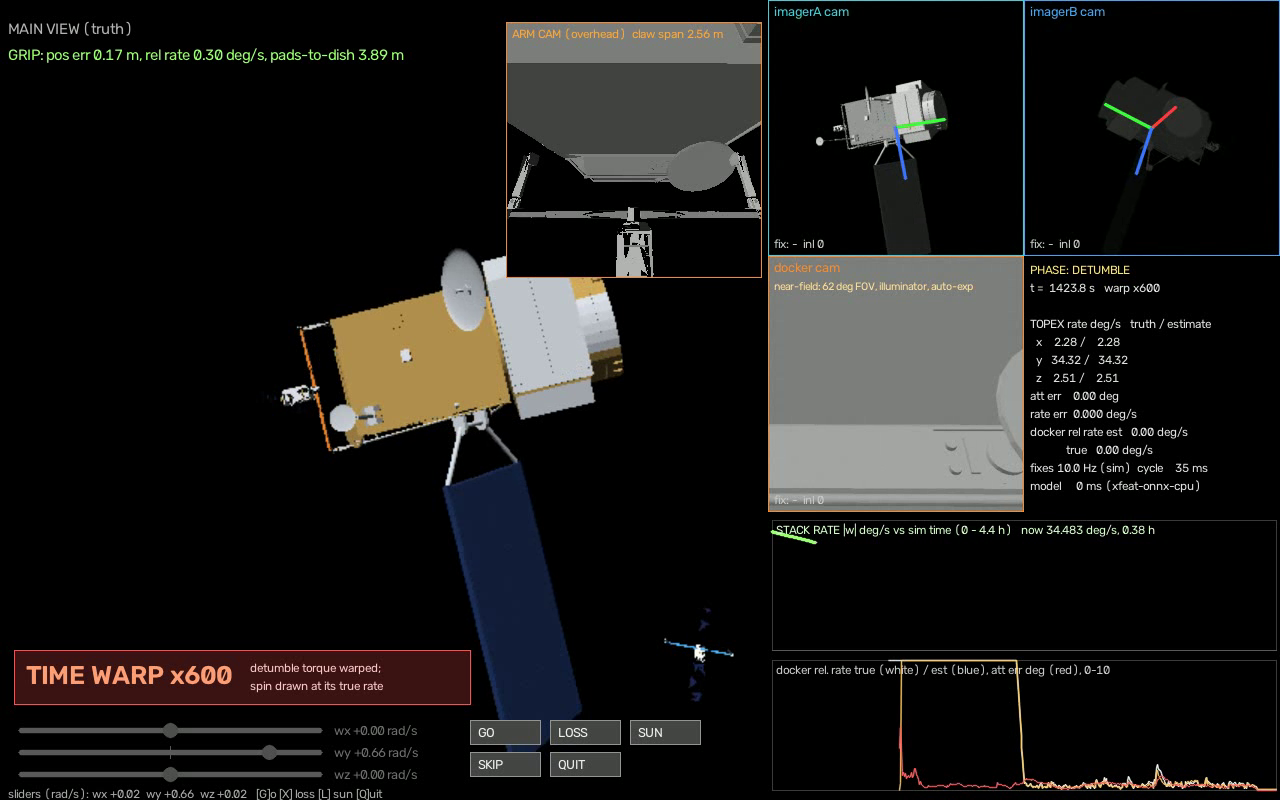 MAIN VIEW (truth)
GRIP: pos err 0.17 m, rel rate 0.30 deg/s, pads-to-dish 3.89 m
ARM CAM (overhead) claw span 2.56 m
imagerA cam
fix: - inl 0
imagerB cam
fix: - inl 0
docker cam
near-field: 62 deg FOV, illuminator, auto-exp
fix: - inl 0
PHASE: DETUMBLE
t = 1423.8 s warp x600
TOPEX rate deg/s truth / estimate
x 2.28 / 2.28
y 34.32 / 34.32
z 2.51 / 2.51
att err 0.00 deg
rate err 0.000 deg/s
docker rel rate est 0.00 deg/s
true 0.00 deg/s
fixes 10.0 Hz (sim) cycle 35 ms
model 0 ms (xfeat-onnx-cpu)
STACK RATE |w| deg/s vs sim time (0 - 4.4 h) now 34.483 deg/s, 0.38 h
docker rel. rate true (white) / est (blue), att err deg (red), 0-10
TIME WARP x600
detumble torque warped;
spin drawn at its true rate
wx +0.00 rad/s
wy +0.66 rad/s
wz +0.00 rad/s
GO LOSS SUN
SKIP QUIT
sliders (rad/s): wx +0.02 wy +0.66 wz +0.02 [G]o [X] loss [L] sun [Q]uit